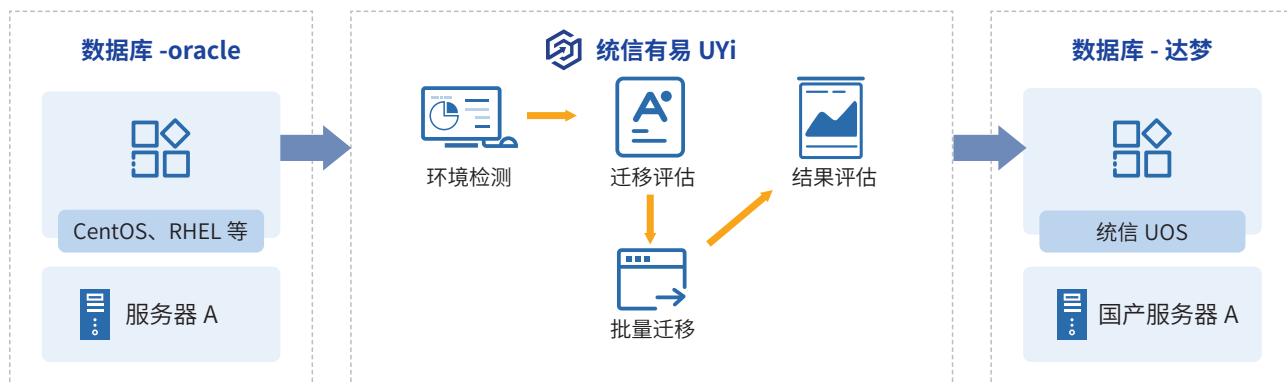 数据库 -oracle
CentOS、RHEL 等
服务器 A
统信有易 UYi
环境检测
迁移评估
结果评估
批量迁移
数据库 - 达梦
统信 UOS
国产服务器 A